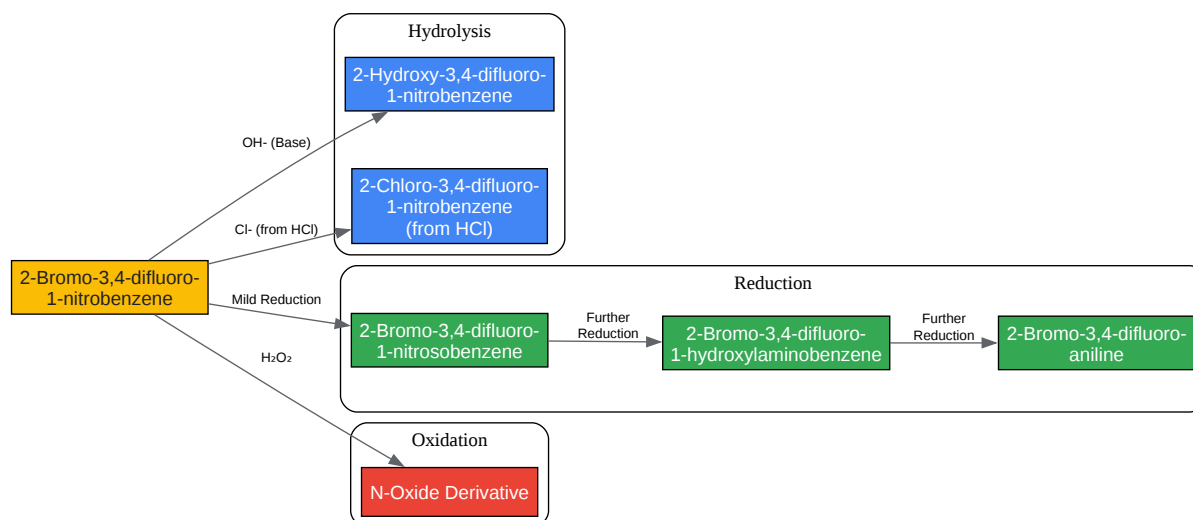 Hydrolysis
2-Hydroxy-3,4-difluoro-
1-nitrobenzene
OH- (Base)
2-Chloro-3,4-difluoro-
1-nitrobenzene
(from HCl)
Cl- (from HCl)
2-Bromo-3,4-difluoro-
1-nitrobenzene
Reduction
Mild Reduction
2-Bromo-3,4-difluoro-
1-nitrosobenzene
Further
Reduction
2-Bromo-3,4-difluoro-
1-hydroxylaminobenzene
Further
Reduction
2-Bromo-3,4-difluoro-
aniline
H₂O₂
Oxidation
N-Oxide Derivative